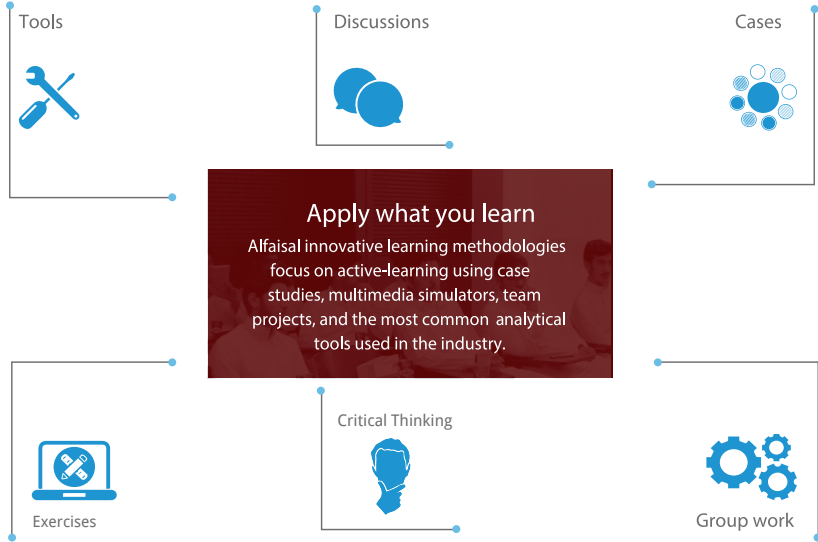 Tools
Discussions
Cases
Apply what you learn
Alfaisal innovative learning methodologies
focus on active-learning using case
studies, multimedia simulators, team
projects, and the most common analytical
tools used in the industry.
Critical Thinking
Exercises
Group work